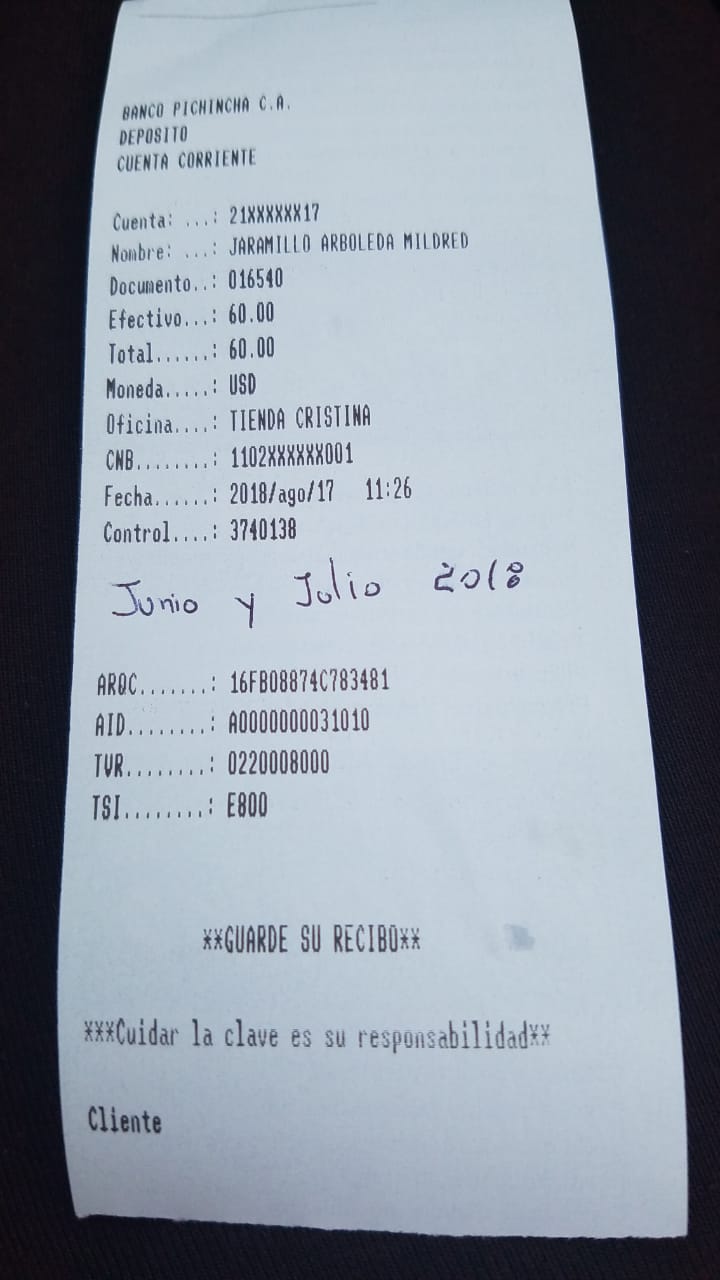 BANCO PICHINCHA C.A.
DEPOSITO
CUENTA CORRIENTE
Cuenta: ...: 21XXXXXX17
Nombre: ...: JARAMILLO ARBOLEDA MILDRED
Documento..: 016540
Efectivo...: 60.00
Total......: 60.00
Moneda.....: USD
Oficina....: TIENDA CRISTINA
CNB........: 1102XXXXXX001
Fecha......: 2018/ago/17 11:26
Control....: 3740138
Junio y Julio 2018
ARQC.......: 16FB08874C783481
AID........: A0000000031010
TVR........: 0220008000
TSI........: E800
**GUARDE SU RECIBO**
***Cuidar la clave es su responsabilidad**
Cliente